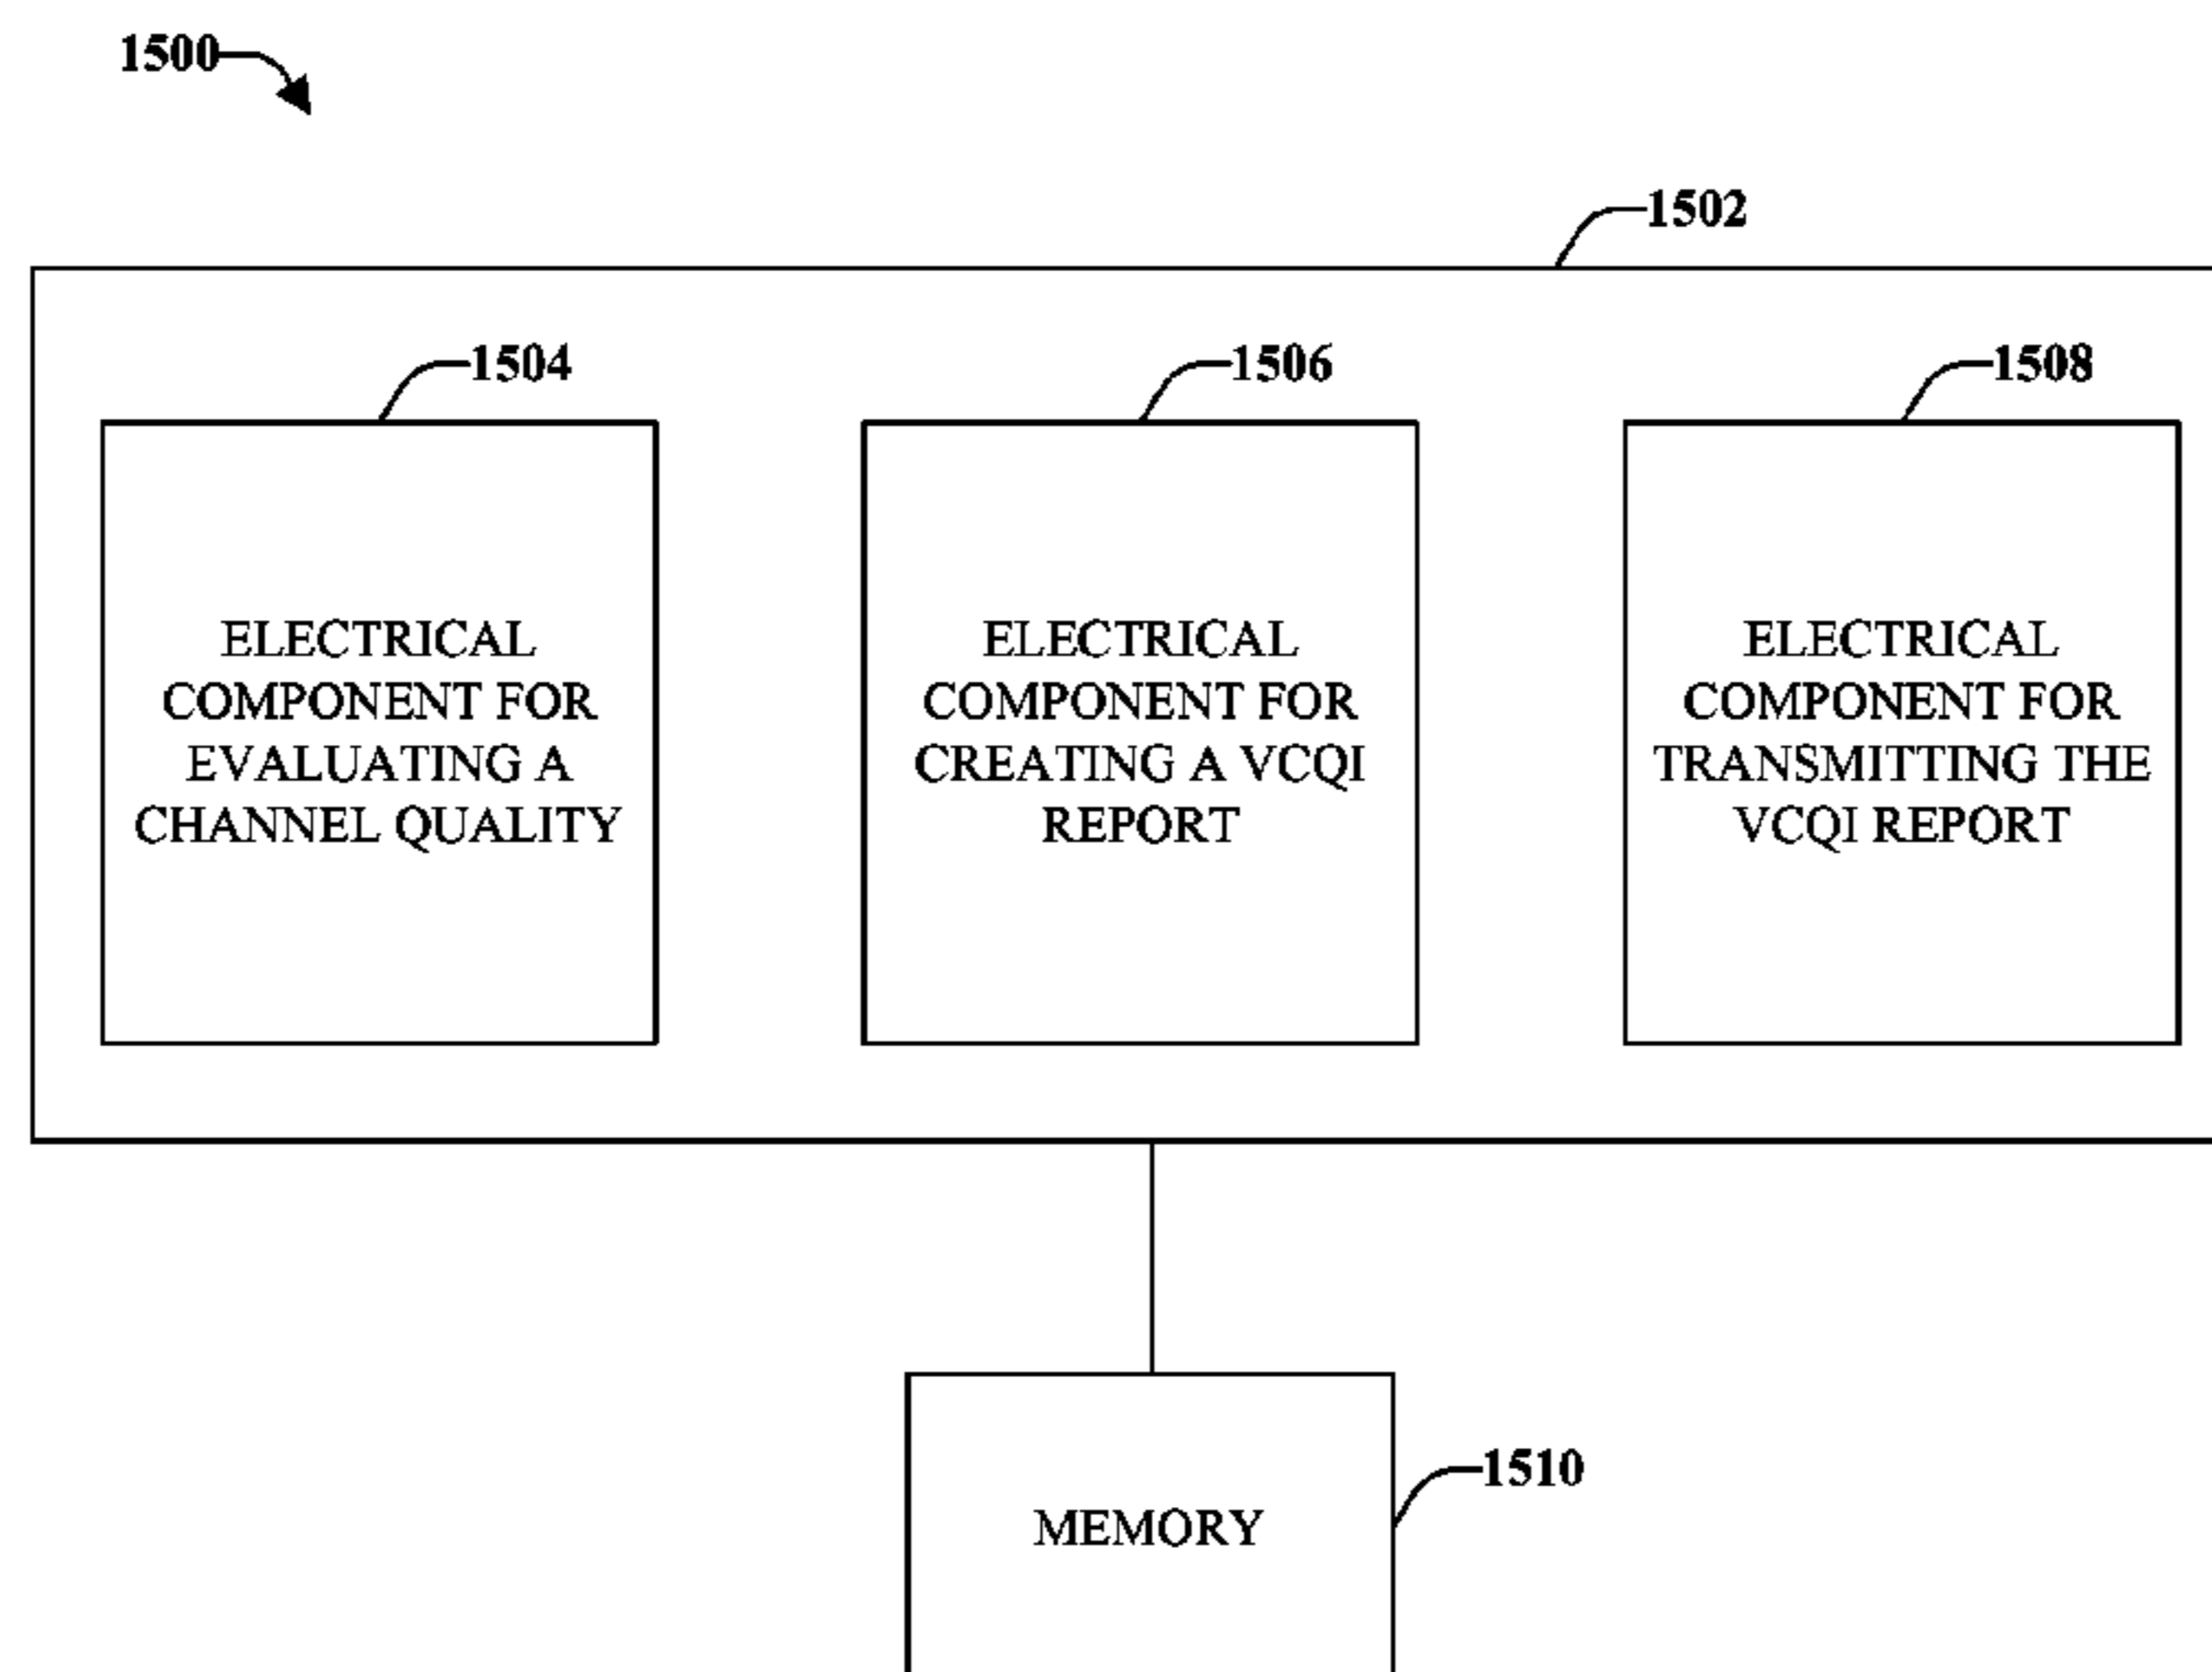 1500
1502
1504
1506
1508
ELECTRICAL
COMPONENT FOR
EVALUATING A
CHANNEL QUALITY
ELECTRICAL
COMPONENT FOR
CREATING A VCQI
REPORT
ELECTRICAL
COMPONENT FOR
TRANSMITTING THE
VCQI REPORT
1510
MEMORY